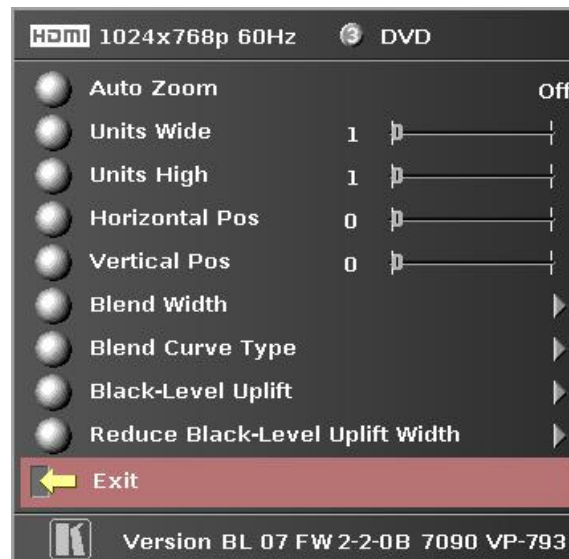 HDMI 1024x768p 60Hz 3 DVD
Auto Zoom Off
Units Wide 1
Units High 1
Horizontal Pos 0
Vertical Pos 0
Blend Width
Blend Curve Type
Black-Level Uplift
Reduce Black-Level Uplift Width
Exit
Version BL 07 FW 2-2-0B 7090 VP-793